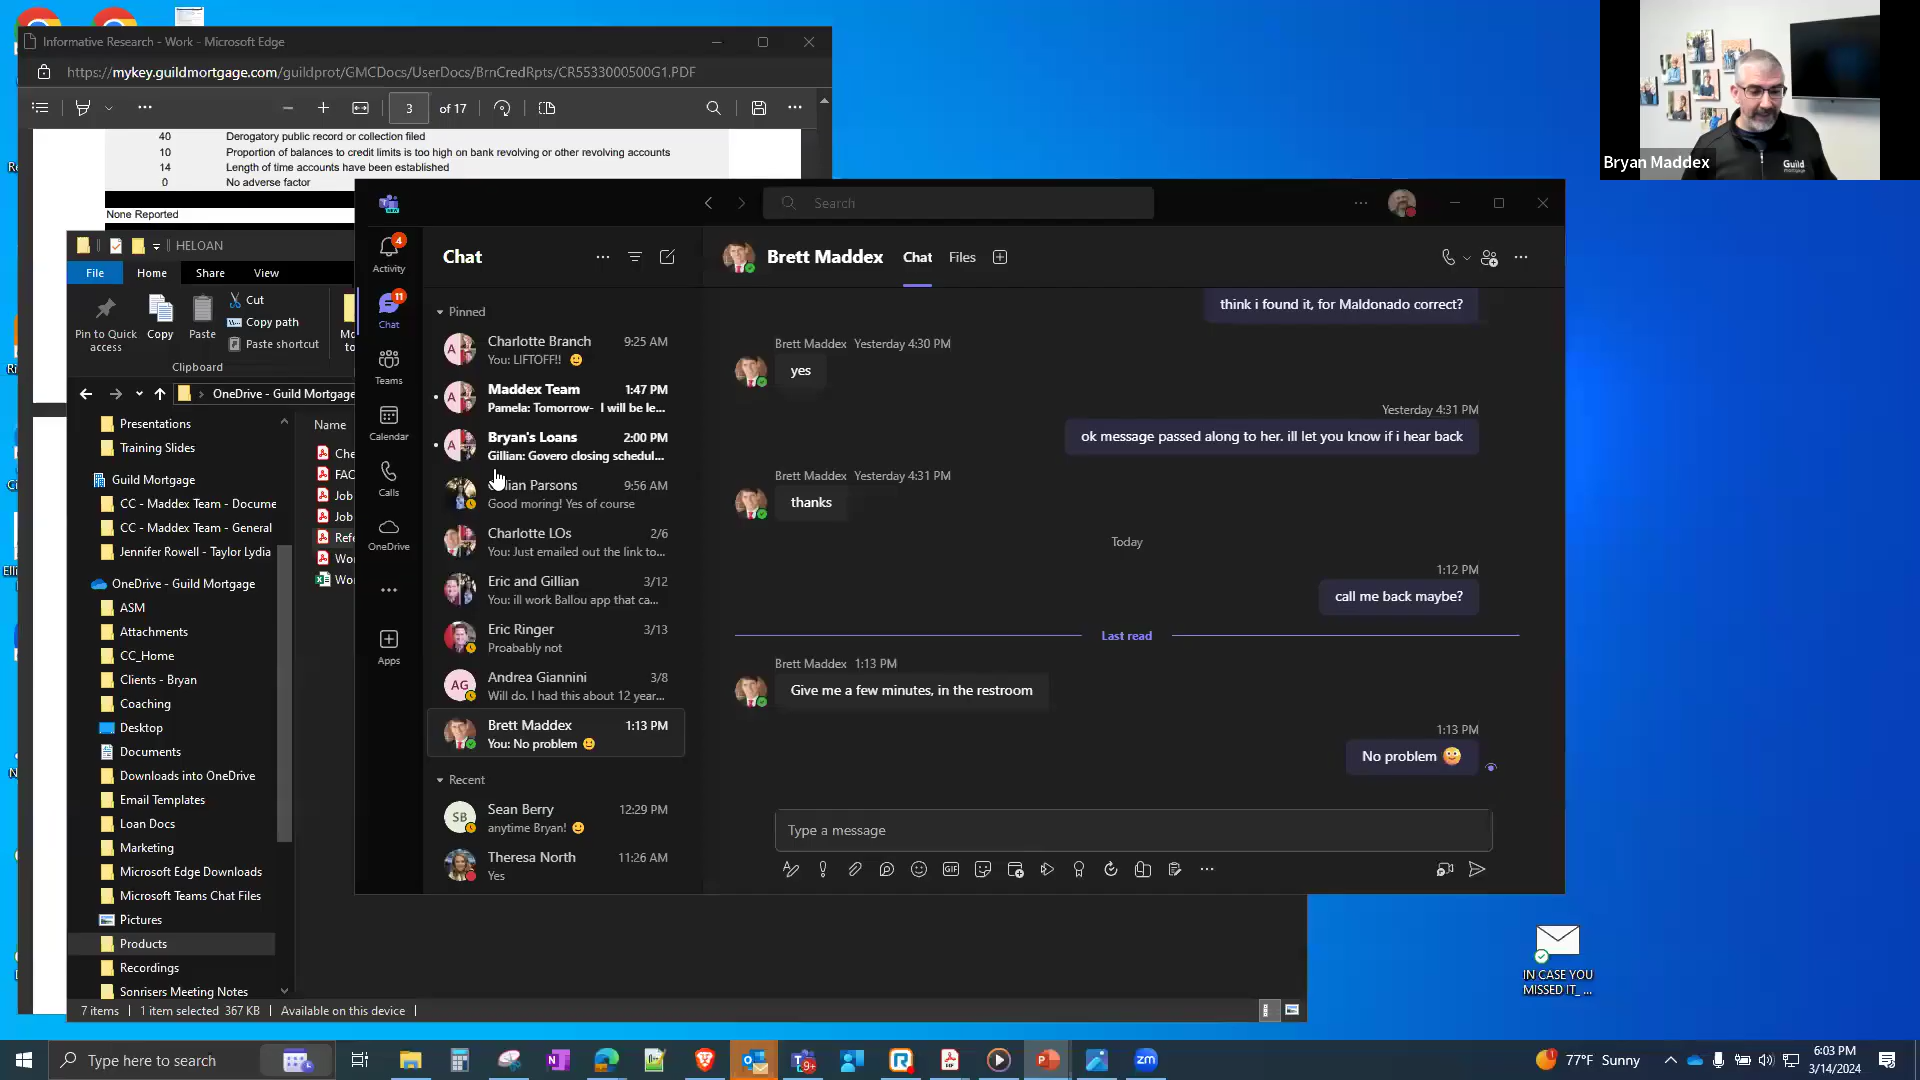 Informative Research - Work - Microsoft Edge
https://mykey.guildmortgage.com/guildprot/GMCDocs/UserDocs/BrnCredRpts/CR5533000500G1.PDF
3 of 17
40 Derogatory public record or collection filed
10 Proportion of balances to credit limits is too high on bank revolving or other revolving accounts
14 Length of time accounts have been established
0 No adverse factor
None Reported
Bryan Maddex
Guild
HELOAN
File Home Share View
Pin to Quick access
Copy
Paste
Cut
Copy path
Paste shortcut
Clipboard
OneDrive - Guild Mortgage
Presentations
Training Slides
Guild Mortgage
CC - Maddex Team - Docume
CC - Maddex Team - General
Jennifer Rowell - Taylor Lydia
OneDrive - Guild Mortgage
ASM
Attachments
CC_Home
Clients - Bryan
Coaching
Desktop
Documents
Downloads into OneDrive
Email Templates
Loan Docs
Marketing
Microsoft Edge Downloads
Microsoft Teams Chat Files
Pictures
Products
Recordings
Sonrisers Meeting Notes
Name
Che
FAC
Job
Job
Refe
Wo
Wo
7 items 1 item selected 367 KB Available on this device
Search
4
Activity
11
Chat
Teams
Calendar
Calls
OneDrive
Apps
Chat
Pinned
Charlotte Branch 9:25 AM
You: LIFTOFF!!
Maddex Team 1:47 PM
Pamela: Tomorrow- I will be le...
Bryan's Loans 2:00 PM
Gillian: Govero closing schedul...
9:56 AM
Parsons
Good moring! Yes of course
Charlotte LOs 2/6
You: Just emailed out the link to...
Eric and Gillian 3/12
You: ill work Ballou app that ca...
Eric Ringer 3/13
Proabably not
AG
Andrea Giannini 3/8
Will do. I had this about 12 year...
Brett Maddex 1:13 PM
You: No problem
Recent
SB
Sean Berry 12:29 PM
anytime Bryan!
Theresa North 11:26 AM
Yes
Brett Maddex Chat Files
think i found it, for Maldonado correct?
Brett Maddex Yesterday 4:30 PM
yes
Yesterday 4:31 PM
ok message passed along to her. ill let you know if i hear back
Brett Maddex Yesterday 4:31 PM
thanks
Today
1:12 PM
call me back maybe?
Last read
Brett Maddex 1:13 PM
Give me a few minutes, in the restroom
1:13 PM
No problem
Type a message
GIF
IN CASE YOU
MISSED IT_ ...
Type here to search
9+
zm
77°F Sunny
6:03 PM
3/14/2024